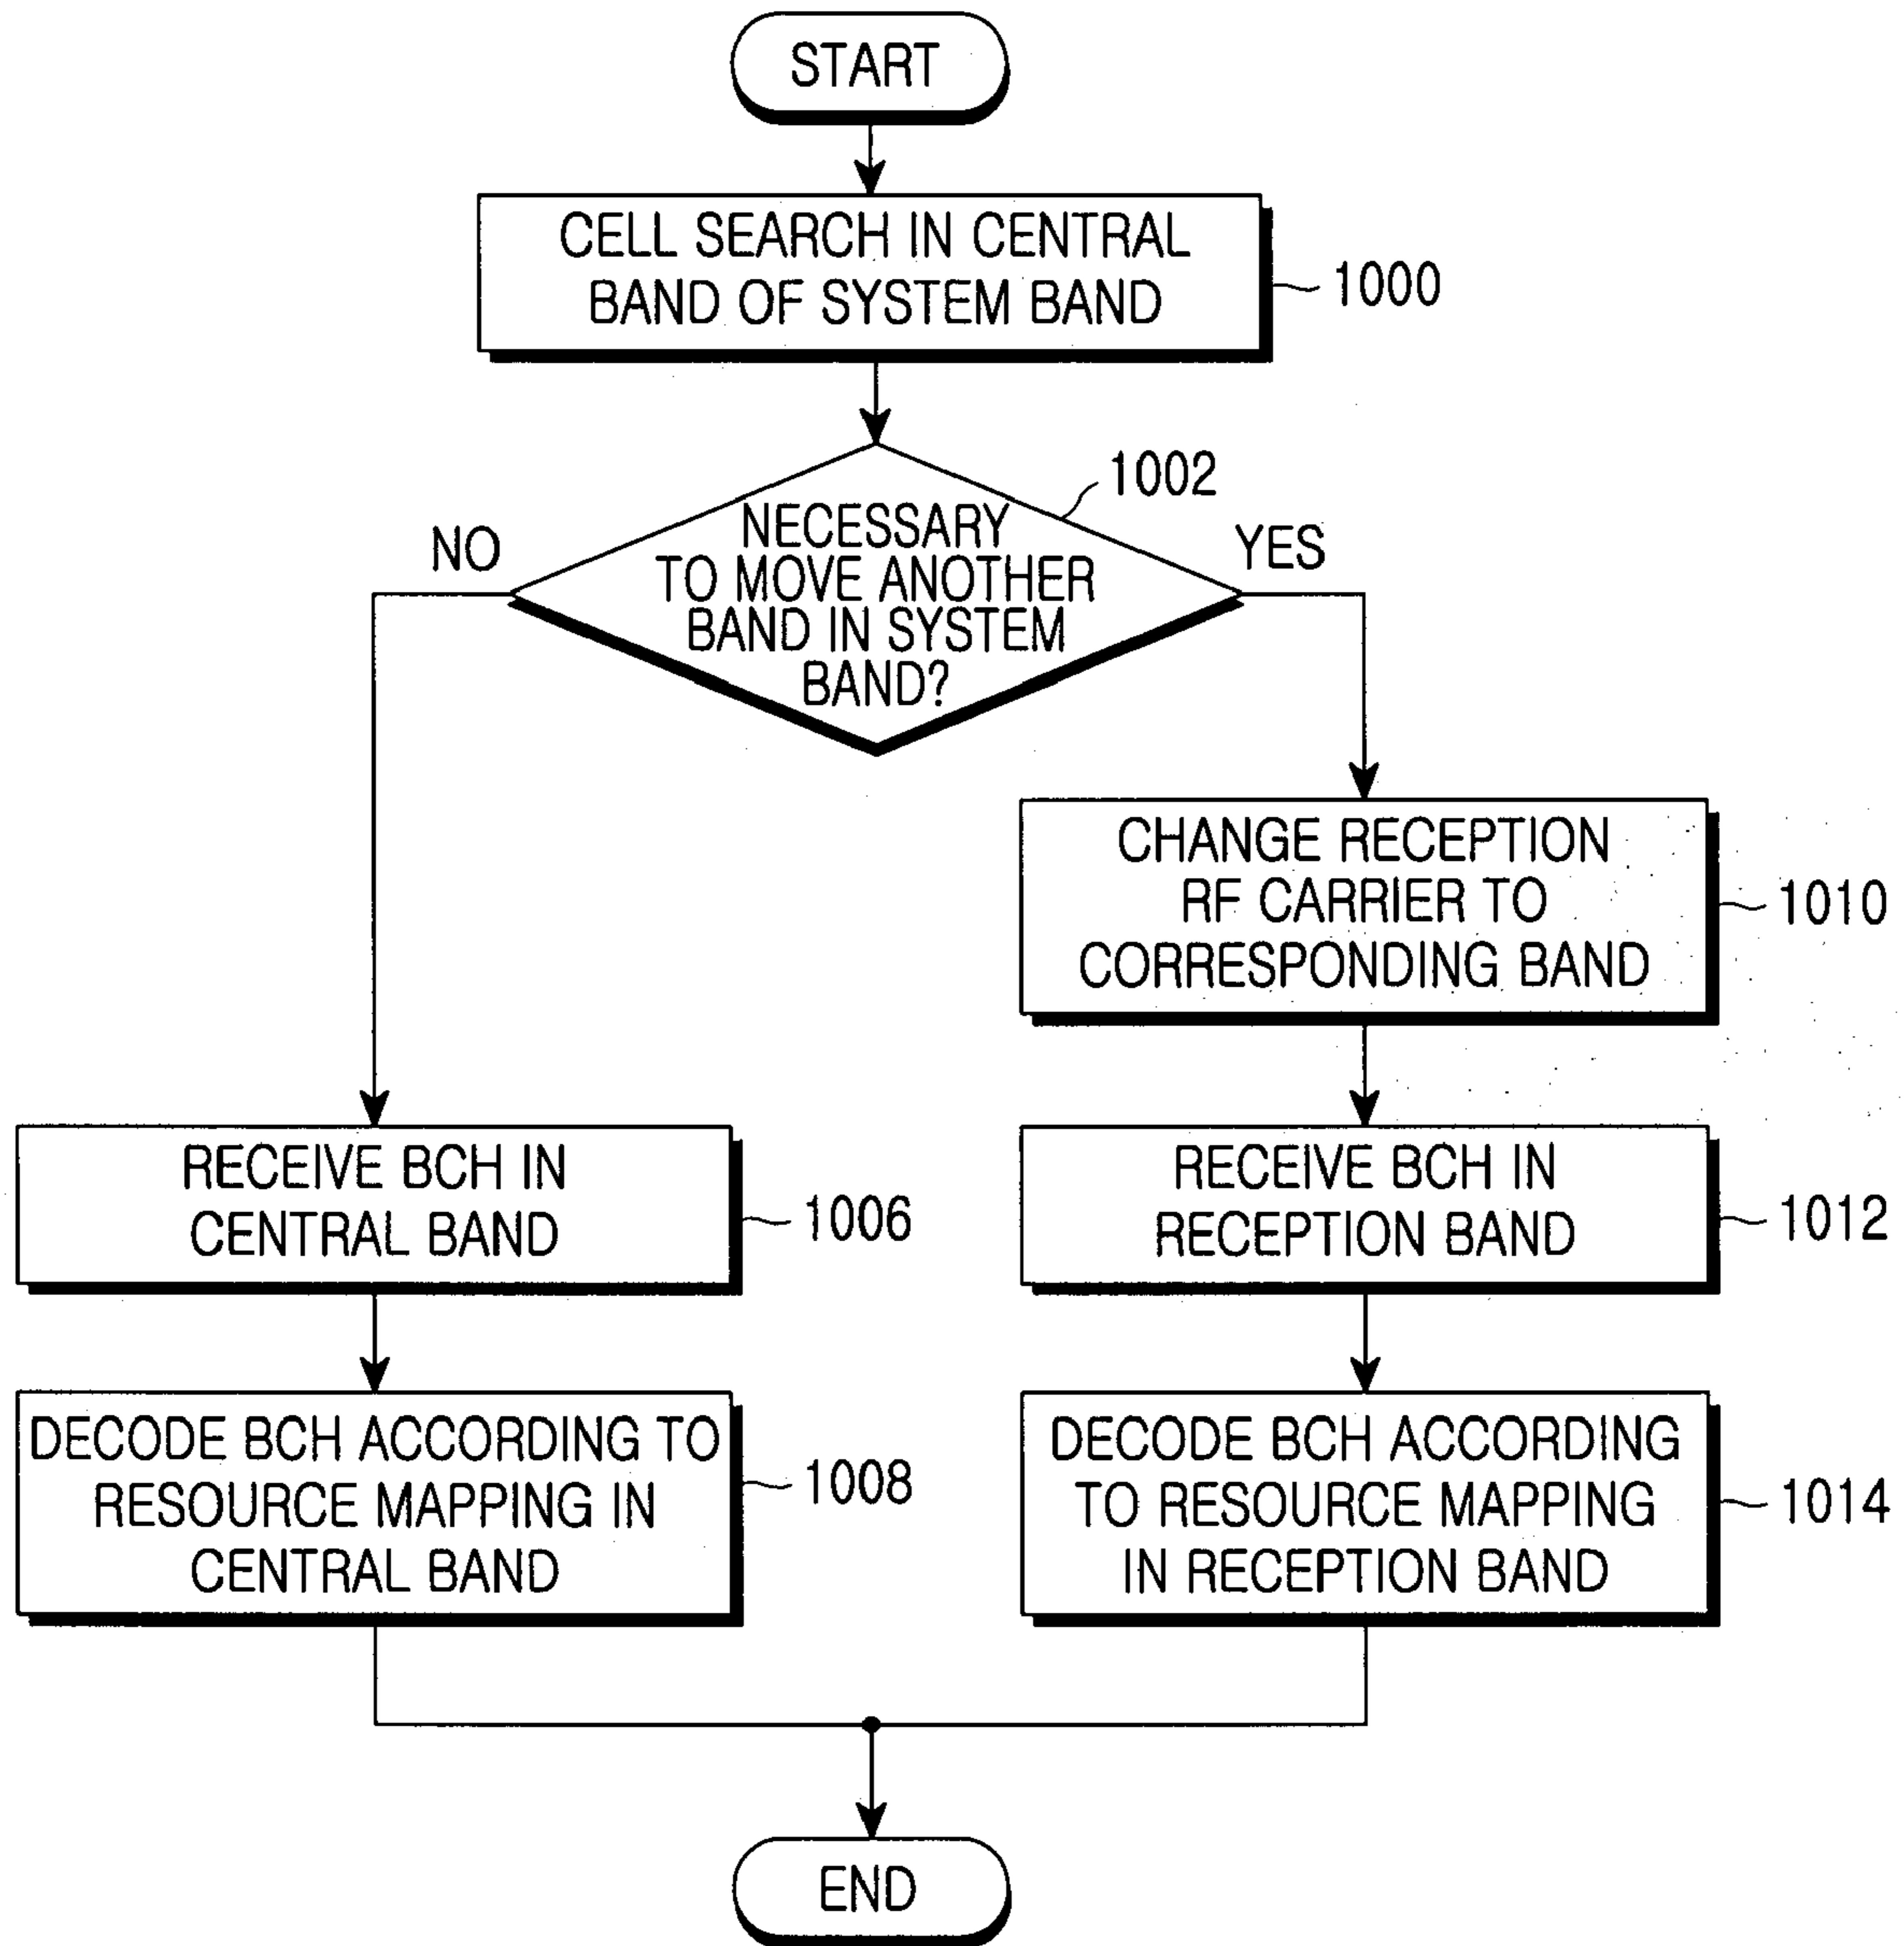 START
CELL SEARCH IN CENTRAL
BAND OF SYSTEM BAND
1000
1002
NECESSARY
TO MOVE ANOTHER
BAND IN SYSTEM
BAND?
NO
YES
CHANGE RECEPTION
RF CARRIER TO
CORRESPONDING BAND
1010
RECEIVE BCH IN
CENTRAL BAND
1006
RECEIVE BCH IN
RECEPTION BAND
1012
DECODE BCH ACCORDING TO
RESOURCE MAPPING IN
CENTRAL BAND
1008
DECODE BCH ACCORDING
TO RESOURCE MAPPING
IN RECEPTION BAND
1014
END